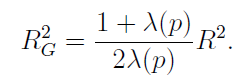 $R_G^2 = \frac{1 + \lambda(p)}{2\lambda(p)} R^2.$